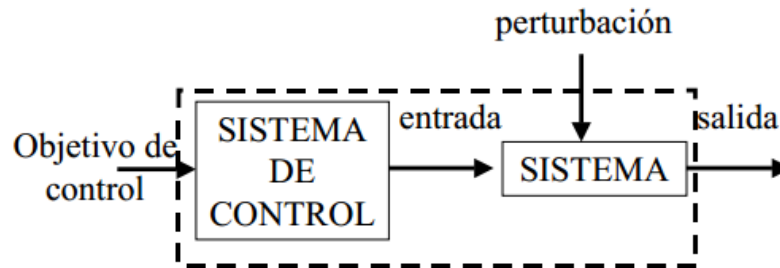 perturbación
Objetivo de
control
SISTEMA
DE
CONTROL
entrada
SISTEMA
salida